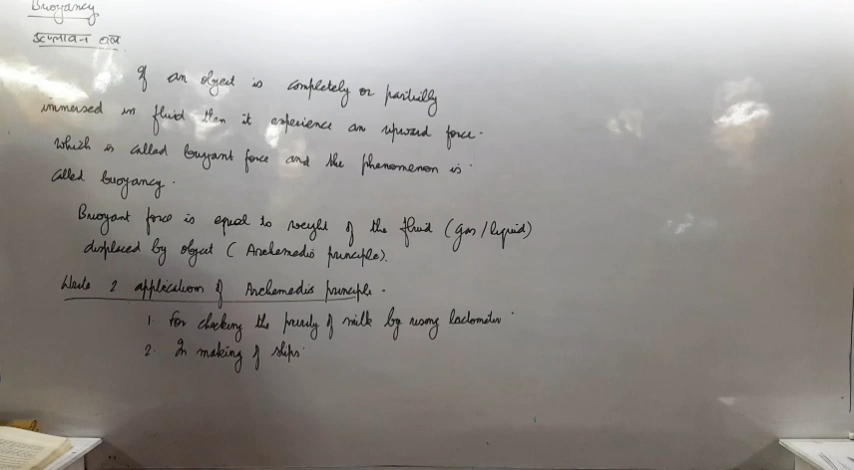 Buoyancy
उत्प्लावन बल
If an object is completely or partially
immersed in fluid then it experience an upward force.
Which is called buoyant force and the phenomenon is
called buoyancy.
Buoyant force is equal to weight of the fluid (gas/liquid)
displaced by object (Archemedis principle).
Write 2 application of Archemedis principle.
1. For checking the purity of milk by using lactometer
2. In making of ships.